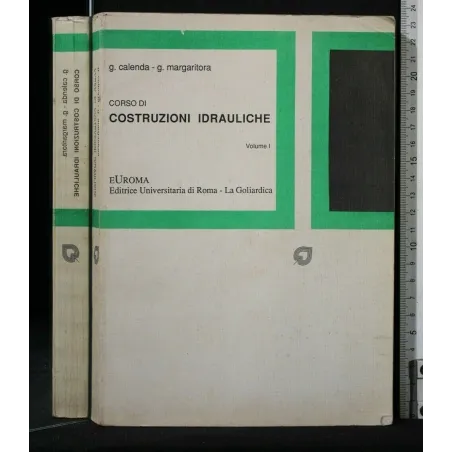 g. calenda - g. margaritora
CORSO DI
COSTRUZIONI IDRAULICHE
Volume I
EUROMA
Editrice Universitaria di Roma - La Goliardica
g. calenda - g. margaritora
CORSO DI COSTRUZIONI IDRAULICHE